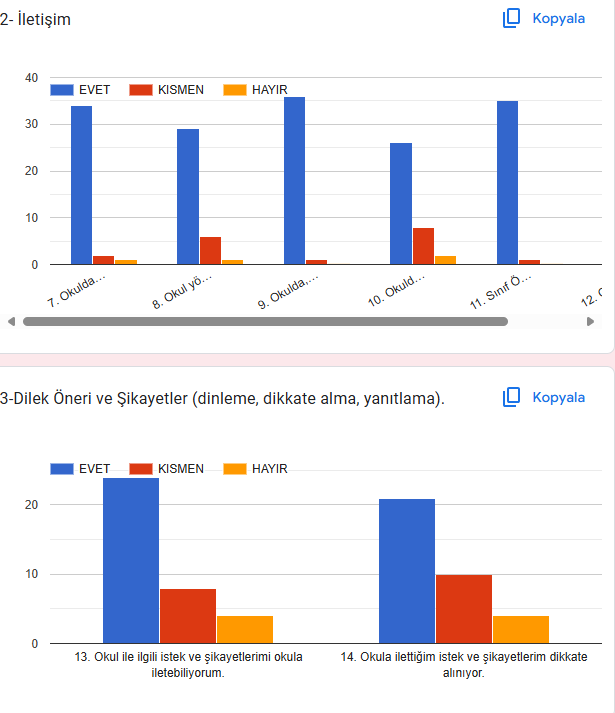 2- İletişim
Kopyala
40
EVET KISMEN HAYIR
30
20
10
0
7. Okulda…
8. Okul yö…
9. Okulda,…
10. Okuld…
11. Sınıf Ö…
3-Dilek Öneri ve Şikayetler (dinleme, dikkate alma, yanıtlama).
Kopyala
EVET KISMEN HAYIR
20
10
0
13. Okul ile ilgili istek ve şikayetlerimi okula
iletebiliyorum.
14. Okula ilettiğim istek ve şikayetlerim dikkate
alınıyor.